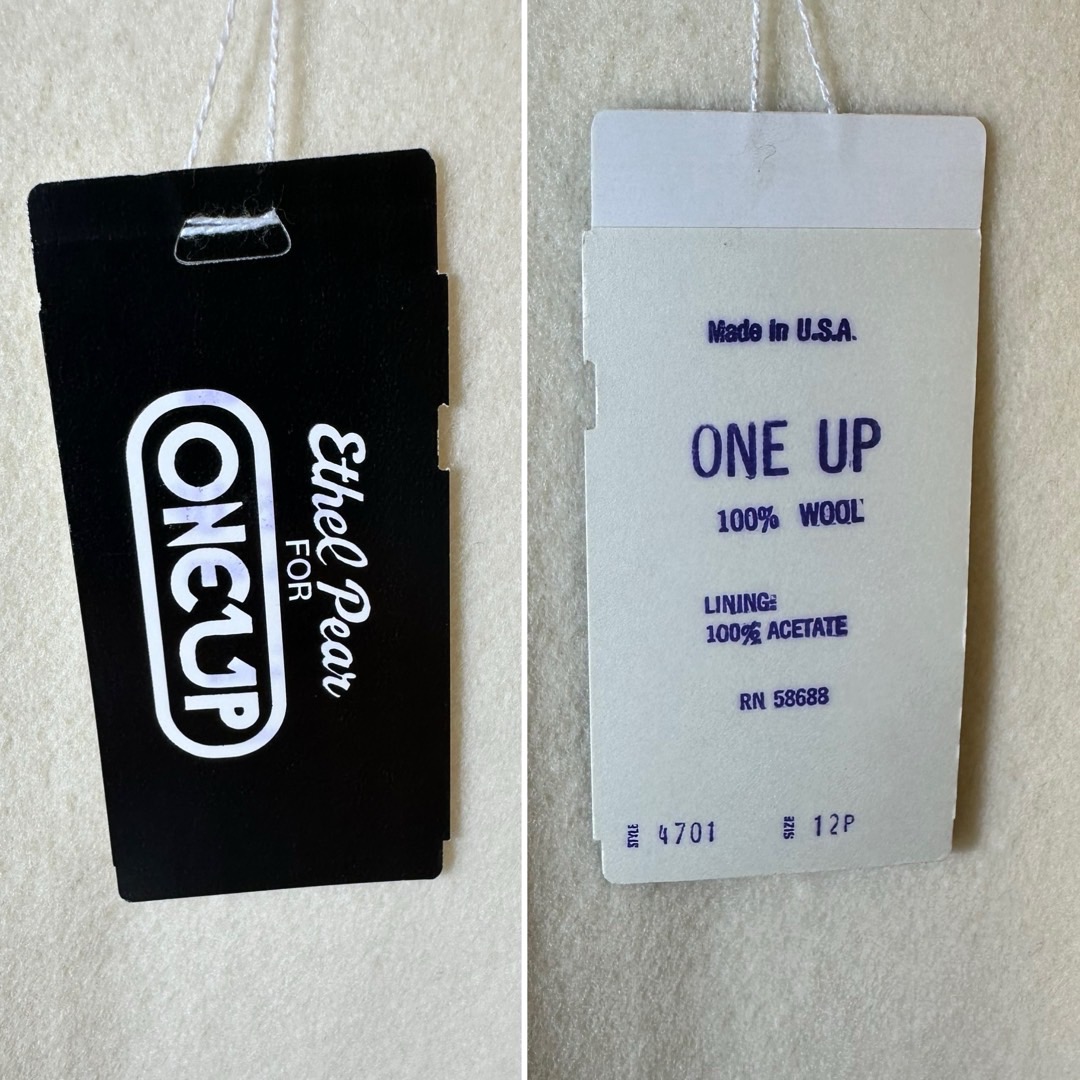 Ethel Pear
FOR
ONE UP
Made in U.S.A.
ONE UP
100% WOOL
LINING:
100% ACETATE
RN 58688
STYLE 4701 SIZE 12P